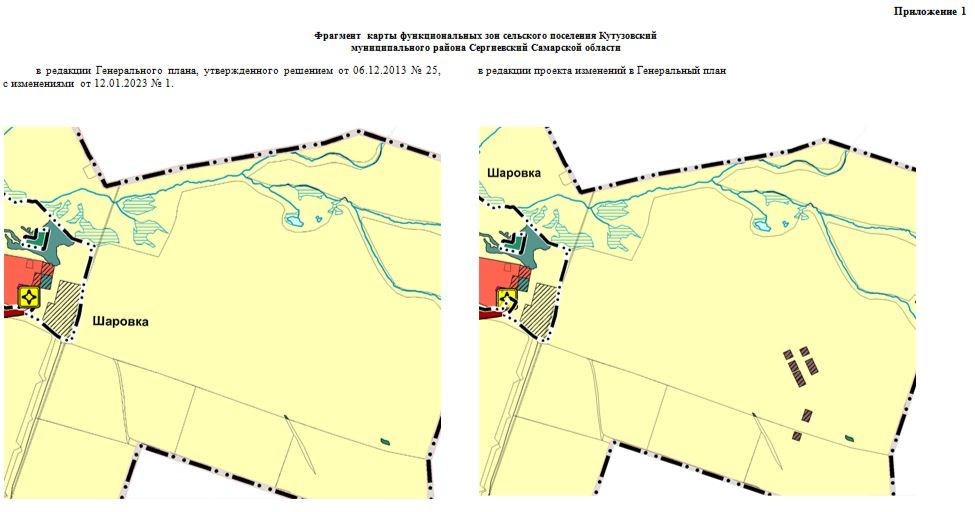 Приложение 1
Фрагмент карты функциональных зон сельского поселения Кутузовский
муниципального района Сергиевский Самарской области
в редакции Генерального плана, утвержденного решением от 06.12.2013 № 25,
с изменениями от 12.01.2023 № 1.
в редакции проекта изменений в Генеральный план
Шаровка
Шаровка